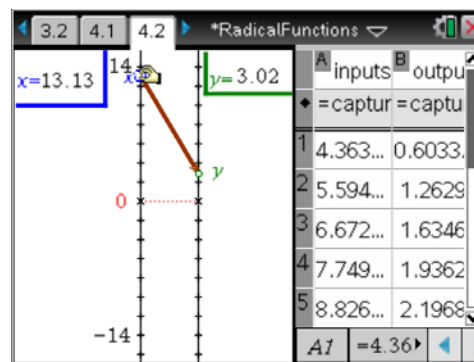 3.2 4.1 4.2 *RadicalFunctions
14
x=13.13
x
y=3.02
y
0
−14
A inputs B outpu
=captur =captu
1 4.363... 0.6033.
2 5.594... 1.2629
3 6.672... 1.6346
4 7.749... 1.9362
5 8.826... 2.1968
A1 =4.36